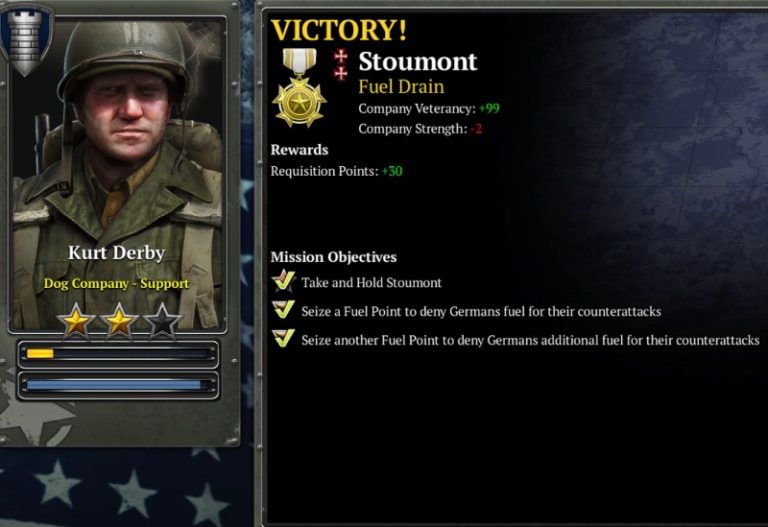 Kurt Derby
Dog Company - Support
VICTORY!
Stoumont
Fuel Drain
Company Veterancy: +99
Company Strength: -2
Rewards
Requisition Points: +30
Mission Objectives
Take and Hold Stoumont
Seize a Fuel Point to deny Germans fuel for their counterattacks
Seize another Fuel Point to deny Germans additional fuel for their counterattacks